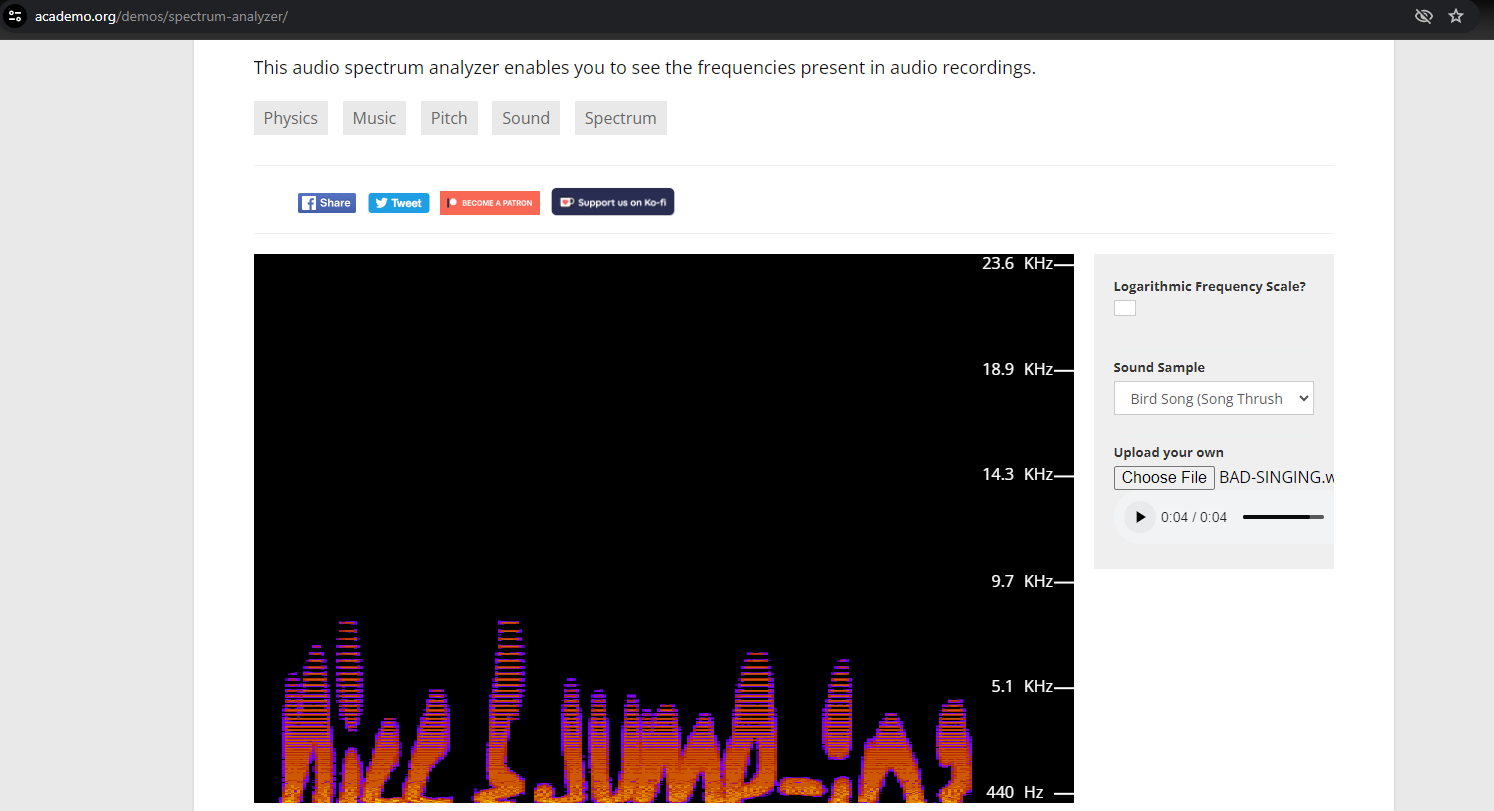 academo.org/demos/spectrum-analyzer/
This audio spectrum analyzer enables you to see the frequencies present in audio recordings.
Physics Music Pitch Sound Spectrum
Share Tweet BECOME A PATRON Support us on Ko-fi
23.6 KHz
18.9 KHz
14.3 KHz
9.7 KHz
5.1 KHz
440 Hz
Logarithmic Frequency Scale?
Sound Sample
Bird Song (Song Thrush
Upload your own
Choose File BAD-SINGING.w
0:04 / 0:04